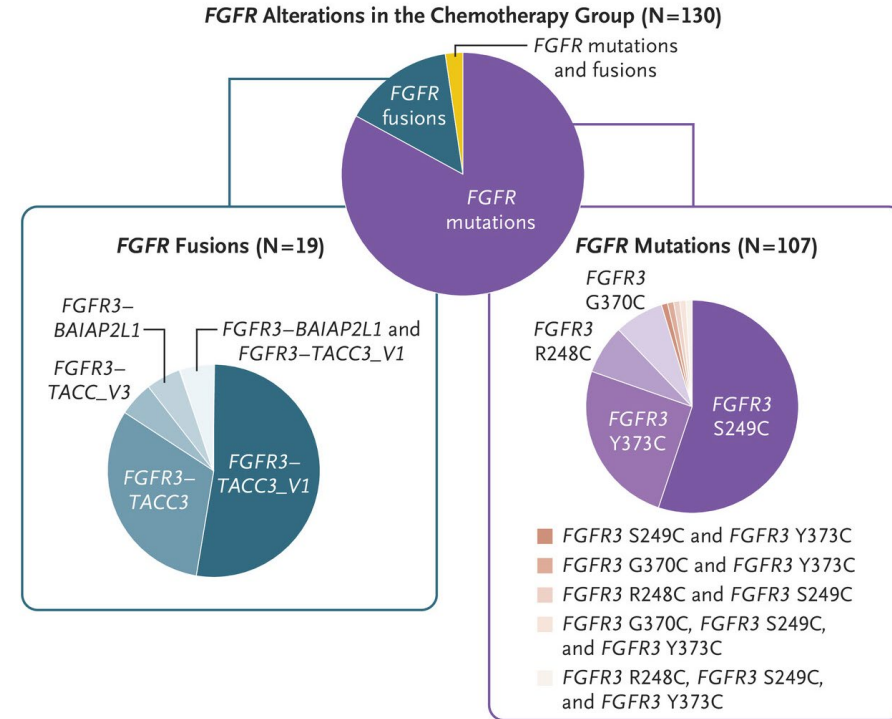 FGFR Alterations in the Chemotherapy Group (N=130)
FGFR mutations
and fusions
FGFR
fusions
FGFR
mutations
FGFR Fusions (N=19)
FGFR3–
BAIAP2L1
FGFR3–BAIAP2L1 and
FGFR3–TACC3_V1
FGFR3–
TACC_V3
FGFR3–
TACC3
FGFR3–
TACC3_V1
FGFR Mutations (N=107)
FGFR3
G370C
FGFR3
R248C
FGFR3
Y373C
FGFR3
S249C
FGFR3 S249C and FGFR3 Y373C
FGFR3 G370C and FGFR3 Y373C
FGFR3 R248C and FGFR3 S249C
FGFR3 G370C, FGFR3 S249C,
and FGFR3 Y373C
FGFR3 R248C, FGFR3 S249C,
and FGFR3 Y373C